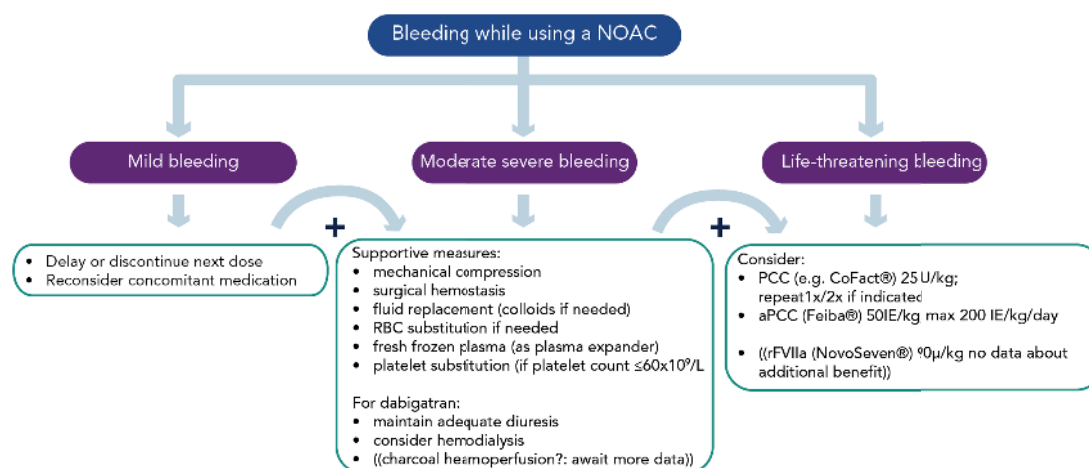 Bleeding while using a NOAC
Mild bleeding
Moderate severe bleeding
Life-threatening bleeding
+
+
• Delay or discontinue next dose
• Reconsider concomitant medication
Supportive measures:
• mechanical compression
• surgical hemostasis
• fluid replacement (colloids if needed)
• RBC substitution if needed
• fresh frozen plasma (as plasma expander)
• platelet substitution (if platelet count ≤60x10⁹/L
For dabigatran:
• maintain adequate diuresis
• consider hemodialysis
• ((charcoal heamoperfusion?: await more data))
Consider:
• PCC (e.g. CoFact®) 25 U/kg;
repeat1x/2x if indicated
• aPCC (Feiba®) 50IE/kg max 200 IE/kg/day
• ((rFVIIa (NovoSeven®) 90µ/kg no data about
additional benefit))